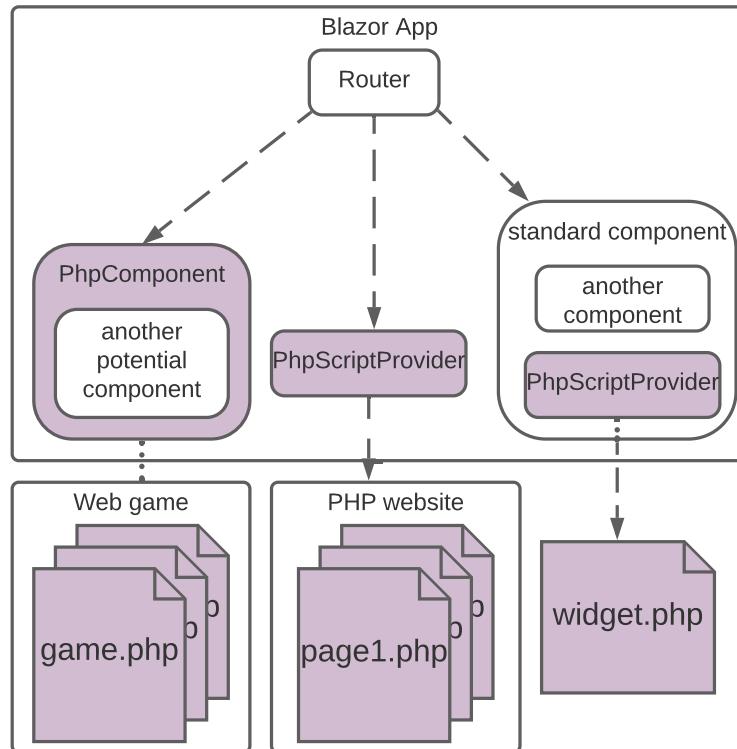 Blazor App
Router
PhpComponent
another
potential
component
PhpScriptProvider
standard component
another
component
PhpScriptProvider
Web game
game.php
p
p
PHP website
page1.php
p
p
widget.php